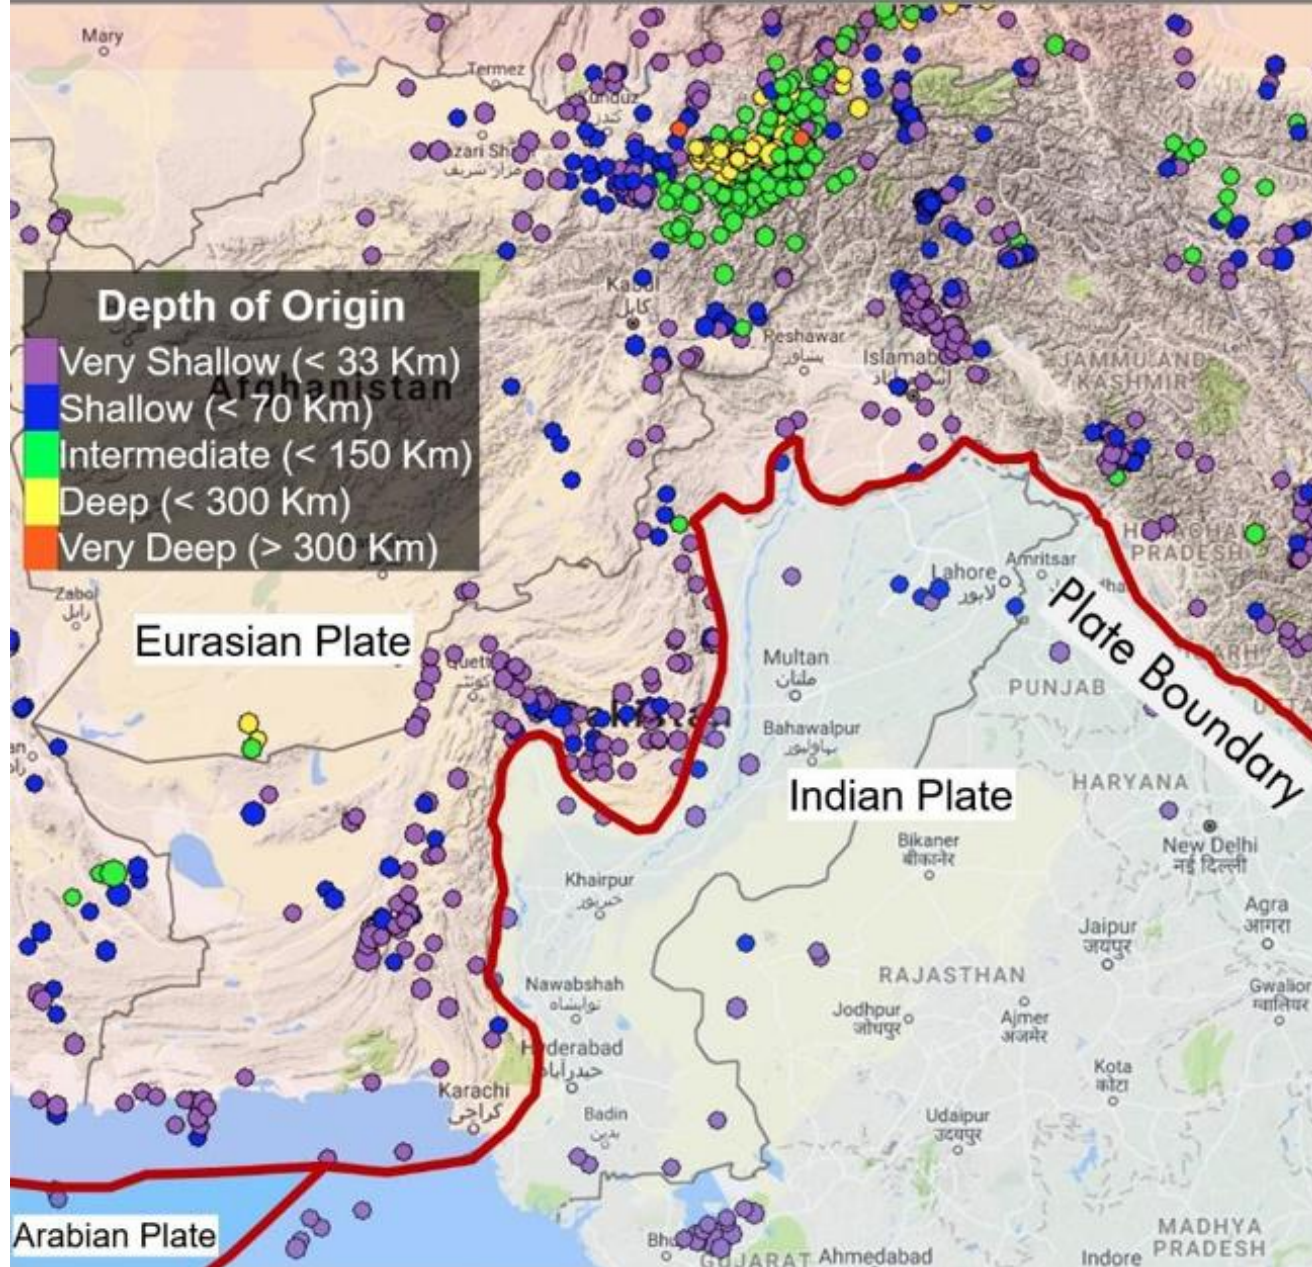 Mary
Termez
Kunduz
کندز
Mazari Sharif
مزار شریف
Depth of Origin
Very Shallow (< 33 Km)
Shallow (< 70 Km)
Intermediate (< 150 Km)
Deep (< 300 Km)
Very Deep (> 300 Km)
Afghanistan
Kabul
کابل
Peshawar
پشاور
Islamabad
JAMMU AND
KASHMIR
HIMACHAL
PRADESH
Zabol
زابل
Eurasian Plate
Quetta
کوئٹہ
Pakistan
Lahore
لاہور
Amritsar
Plate Boundary
PUNJAB
Multan
ملتان
Bahawalpur
بہاولپور
Indian Plate
HARYANA
New Delhi
नई दिल्ली
Bikaner
बीकानेर
Khairpur
خیرپور
Agra
आगरा
Jaipur
जयपुर
RAJASTHAN
Nawabshah
نوابشاہ
Gwalior
ग्वालियर
Jodhpur
जोधपुर
Ajmer
अजमेर
Hyderabad
حیدرآباد
Kota
कोटा
Karachi
کراچی
Badin
بدین
Udaipur
उदयपुर
Arabian Plate
GUJARAT
Ahmedabad
Indore
MADHYA
PRADESH